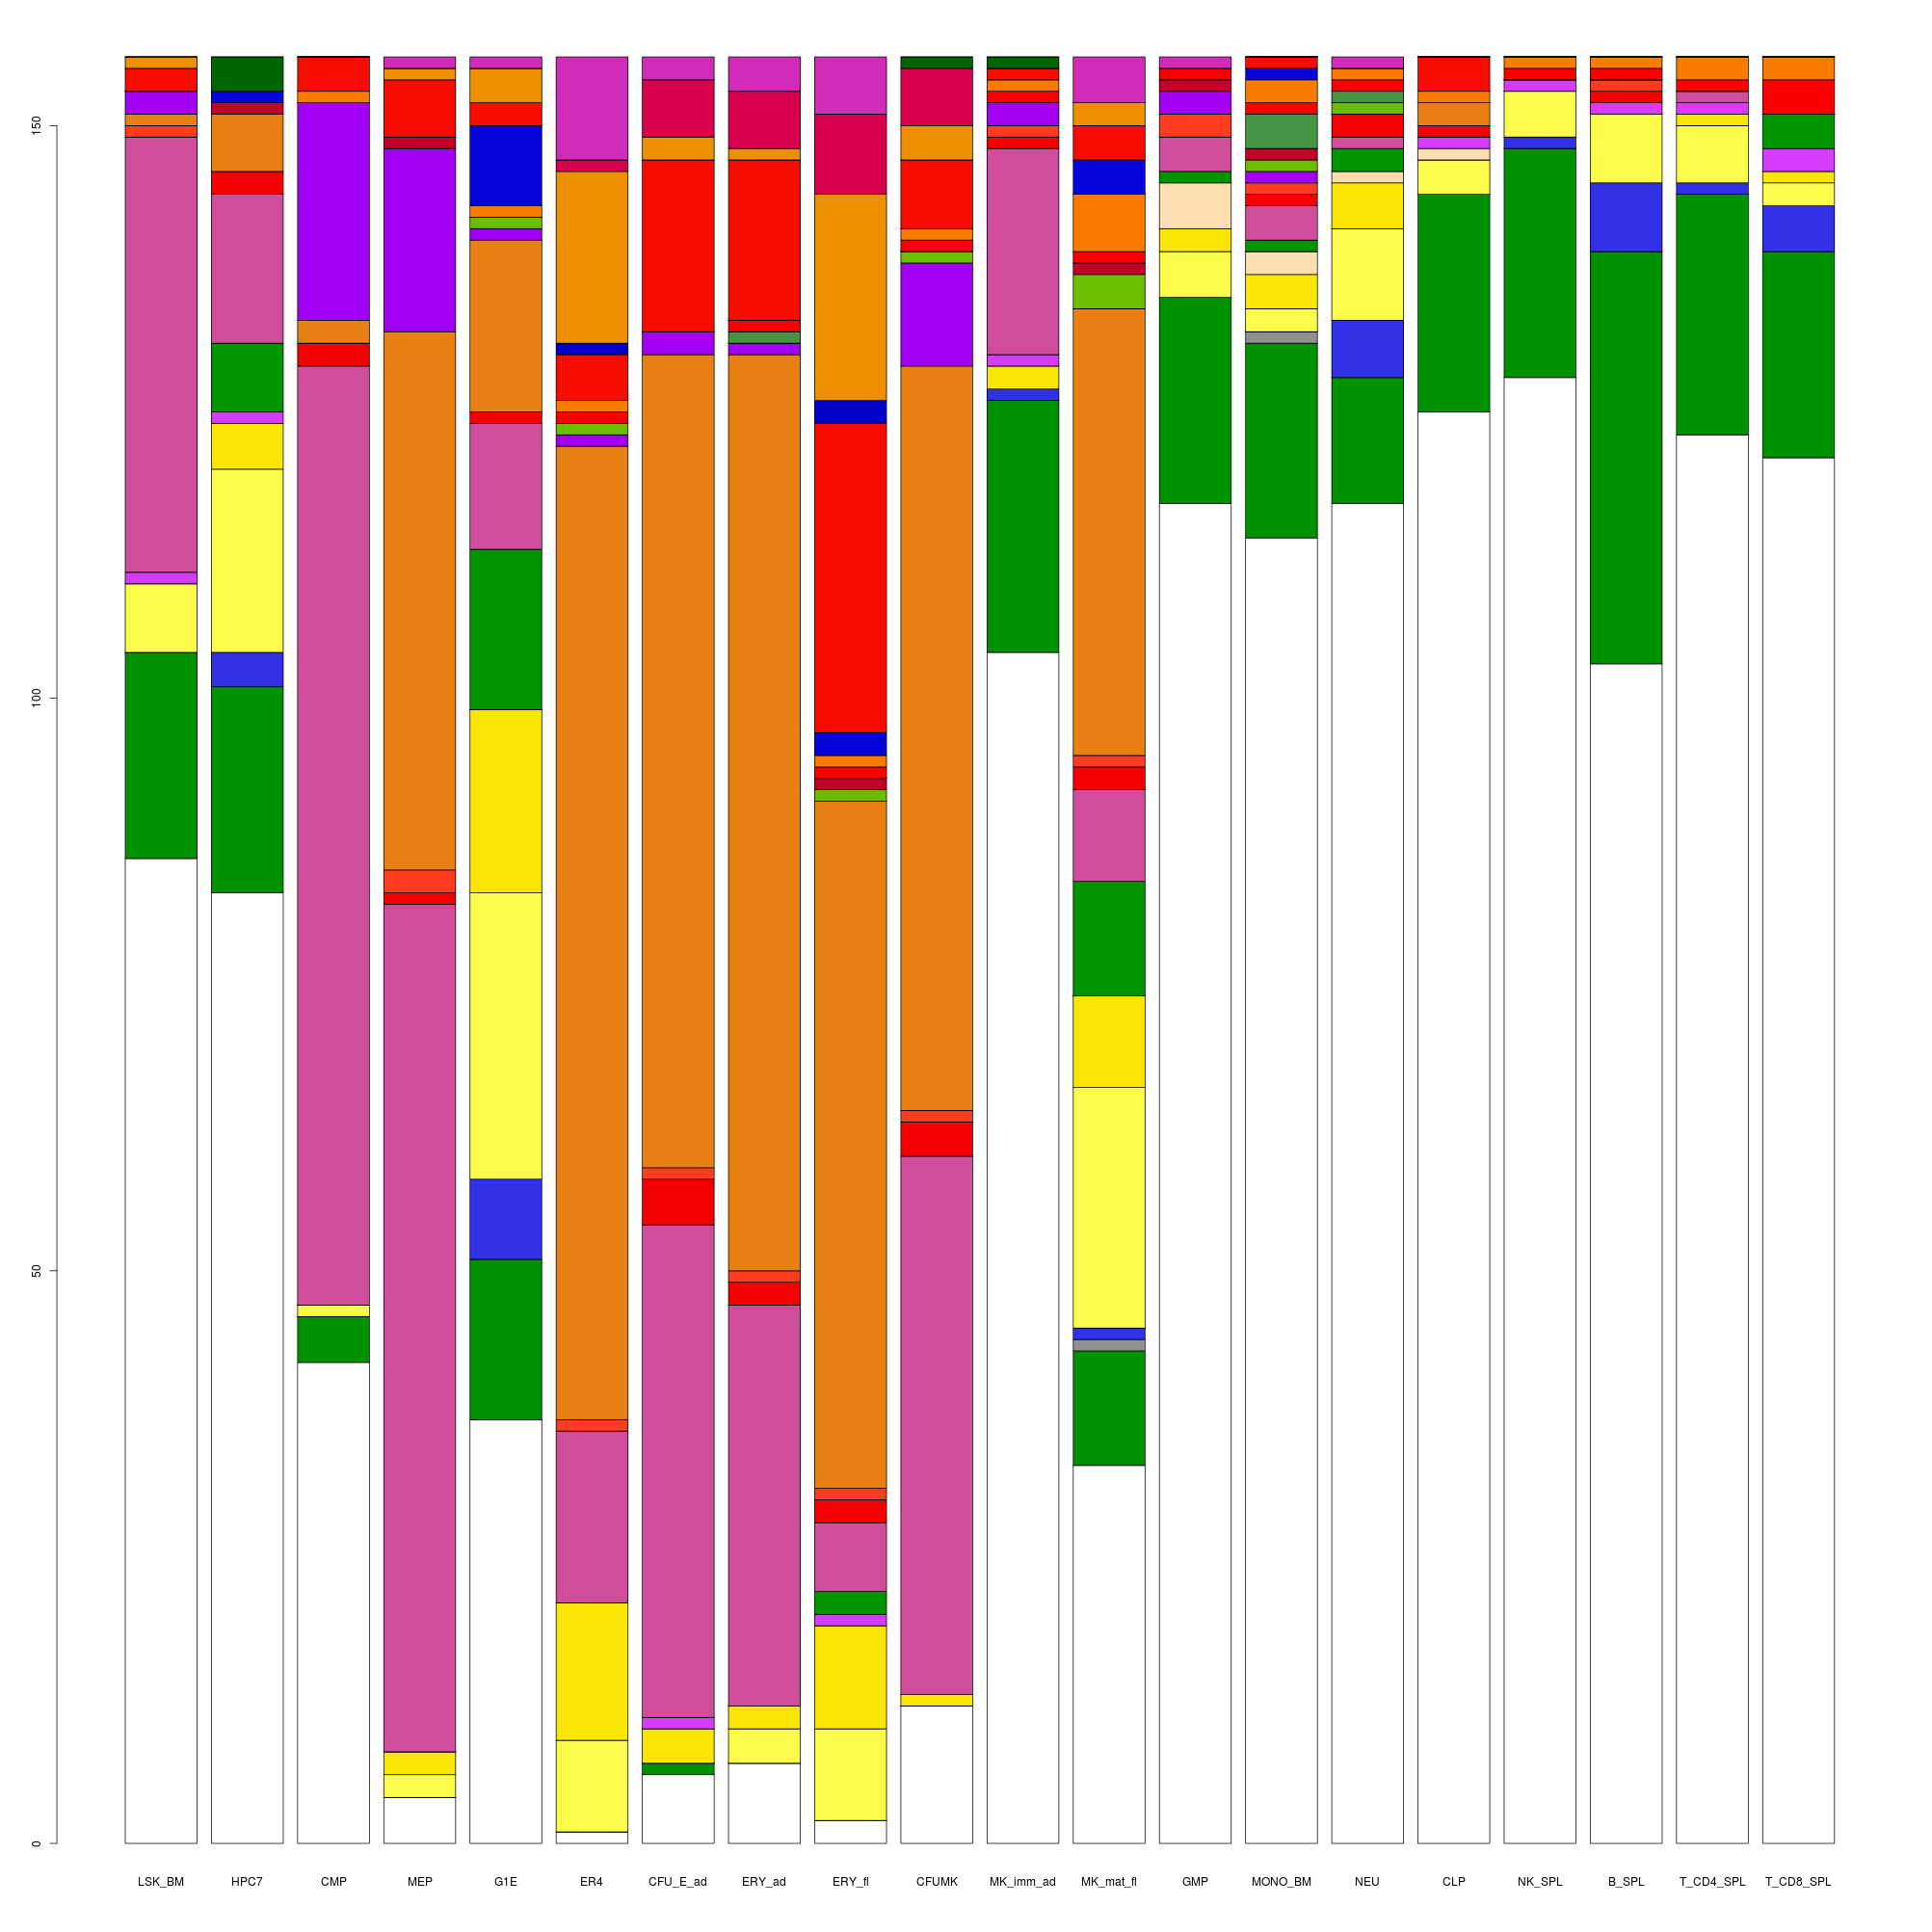 150
100
50
0
LSK_BM HPC7 CMP MEP G1E ER4 CFU_E_ad ERY_ad ERY_fl CFUMK MK_imm_ad MK_mat_fl GMP MONO_BM NEU CLP NK_SPL B_SPL T_CD4_SPL T_CD8_SPL